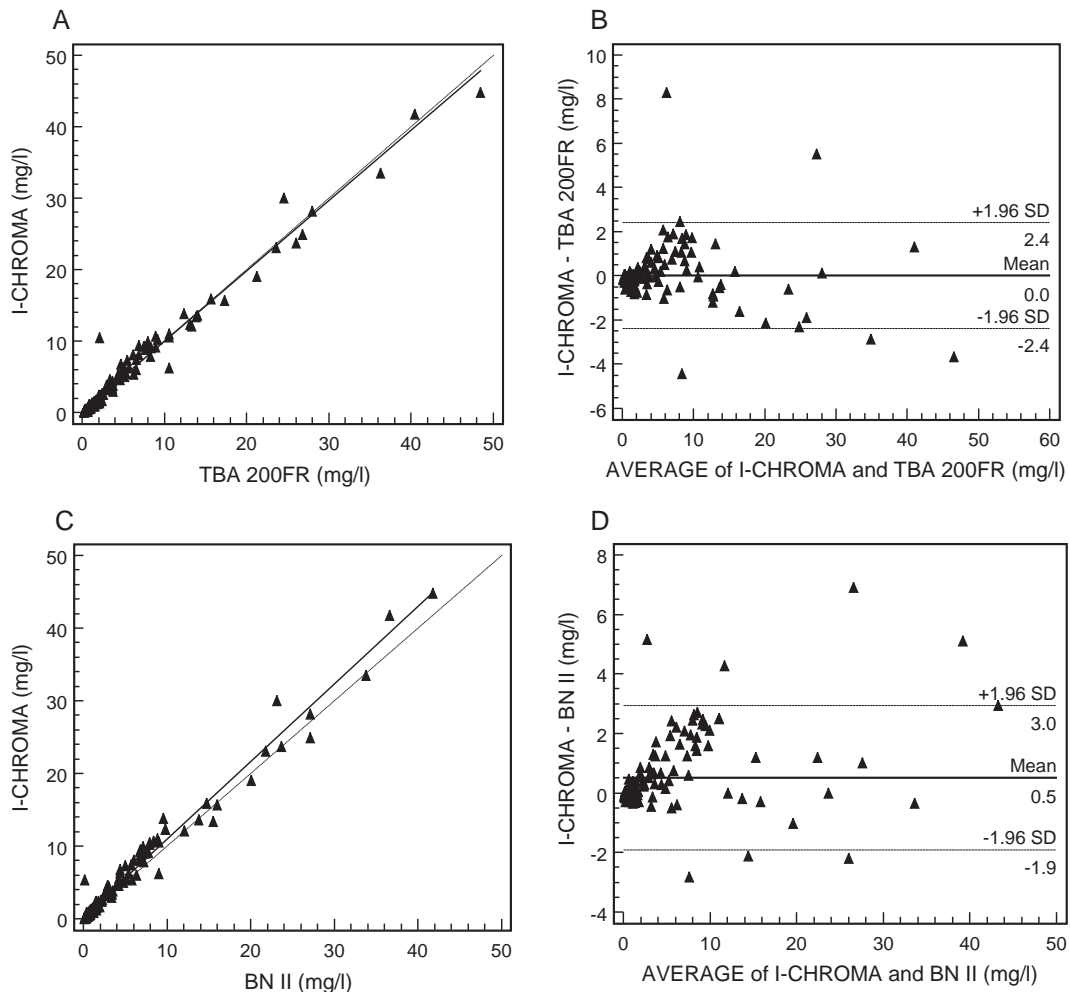 A
50
40
30
20
10
0
I-CHROMA (mg/l)
0 10 20 30 40 50
TBA 200FR (mg/l)
B
10
8
6
4
2
0
-2
-4
-6
I-CHROMA - TBA 200FR (mg/l)
+1.96 SD
2.4
Mean
0.0
-1.96 SD
-2.4
0 10 20 30 40 50 60
AVERAGE of I-CHROMA and TBA 200FR (mg/l)
C
50
40
30
20
10
0
I-CHROMA (mg/l)
0 10 20 30 40 50
BN II (mg/l)
D
8
6
4
2
0
-2
-4
I-CHROMA - BN II (mg/l)
+1.96 SD
3.0
Mean
0.5
-1.96 SD
-1.9
0 10 20 30 40 50
AVERAGE of I-CHROMA and BN II (mg/l)